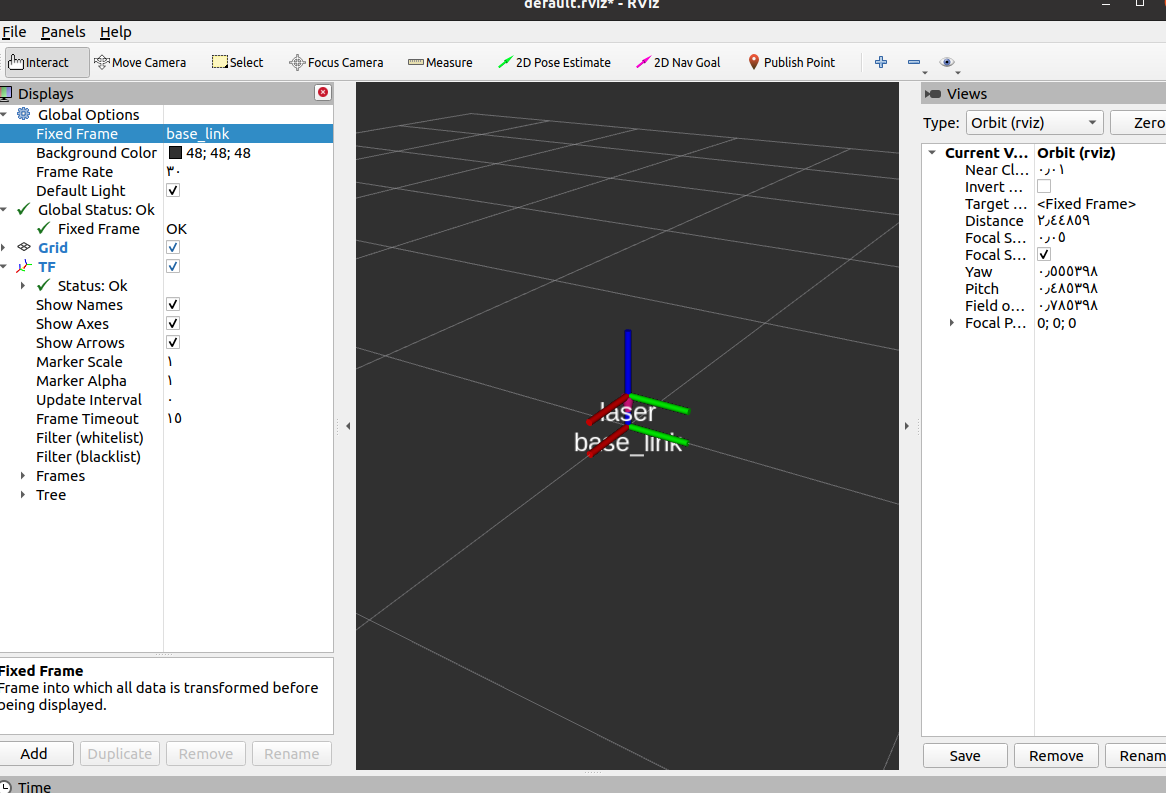 default.rviz* - RViz
File Panels Help
Interact Move Camera Select Focus Camera Measure 2D Pose Estimate 2D Nav Goal Publish Point
Displays
Global Options
Fixed Frame base_link
Background Color 48; 48; 48
Frame Rate ٣٠
Default Light
Global Status: Ok
Fixed Frame OK
Grid
TF
Status: Ok
Show Names
Show Axes
Show Arrows
Marker Scale ١
Marker Alpha ١
Update Interval ٠
Frame Timeout ١٥
Filter (whitelist)
Filter (blacklist)
Frames
Tree
Fixed Frame
Frame into which all data is transformed before
being displayed.
Add Duplicate Remove Rename
Time
laser
base_link
Views
Type: Orbit (rviz) Zero
Current V... Orbit (rviz)
Near Cl... ٠٫٠١
Invert ...
Target ... <Fixed Frame>
Distance ٢٫٤٤٨٥٩
Focal S... ٠٫٠٥
Focal S...
Yaw ٠٫٥٥٥٣٩٨
Pitch ٠٫٤٨٥٣٩٨
Field o... ٠٫٧٨٥٣٩٨
Focal P... 0; 0; 0
Save Remove Renam